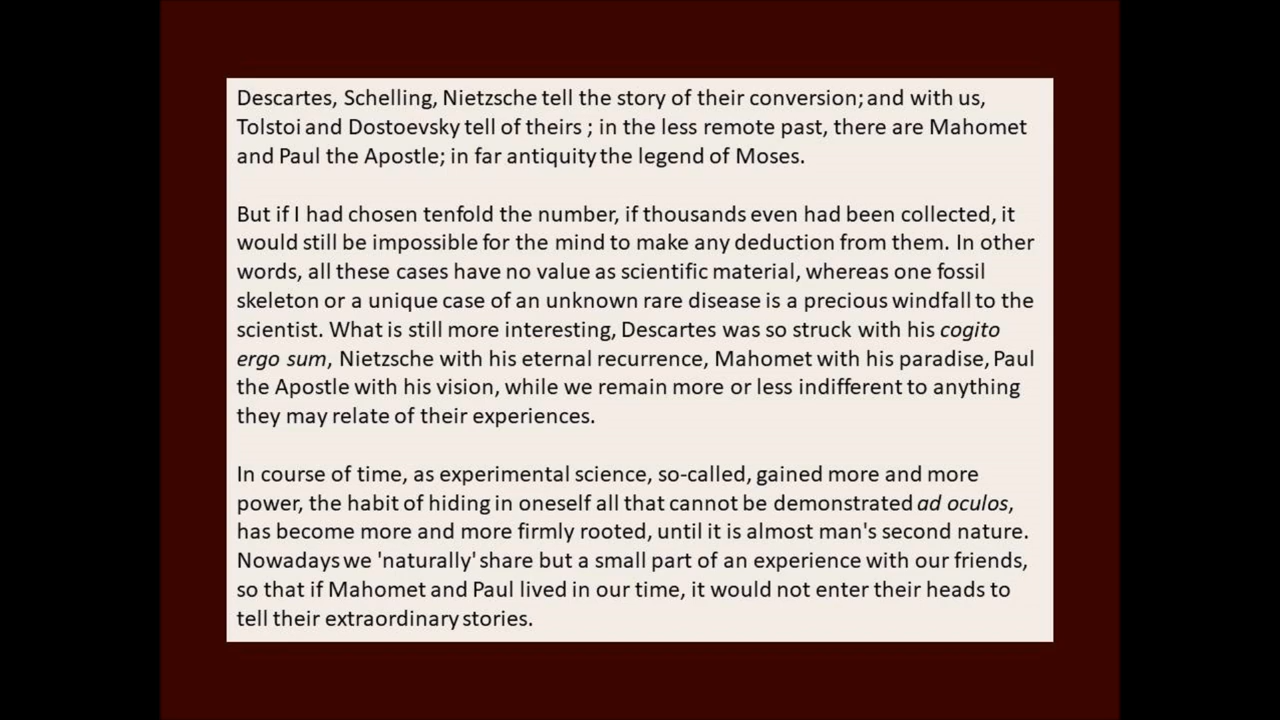 Descartes, Schelling, Nietzsche tell the story of their conversion; and with us,
Tolstoi and Dostoevsky tell of theirs ; in the less remote past, there are Mahomet
and Paul the Apostle; in far antiquity the legend of Moses.
But if I had chosen tenfold the number, if thousands even had been collected, it
would still be impossible for the mind to make any deduction from them. In other
words, all these cases have no value as scientific material, whereas one fossil
skeleton or a unique case of an unknown rare disease is a precious windfall to the
scientist. What is still more interesting, Descartes was so struck with his cogito
ergo sum, Nietzsche with his eternal recurrence, Mahomet with his paradise, Paul
the Apostle with his vision, while we remain more or less indifferent to anything
they may relate of their experiences.
In course of time, as experimental science, so-called, gained more and more
power, the habit of hiding in oneself all that cannot be demonstrated ad oculos,
has become more and more firmly rooted, until it is almost man's second nature.
Nowadays we 'naturally' share but a small part of an experience with our friends,
so that if Mahomet and Paul lived in our time, it would not enter their heads to
tell their extraordinary stories.